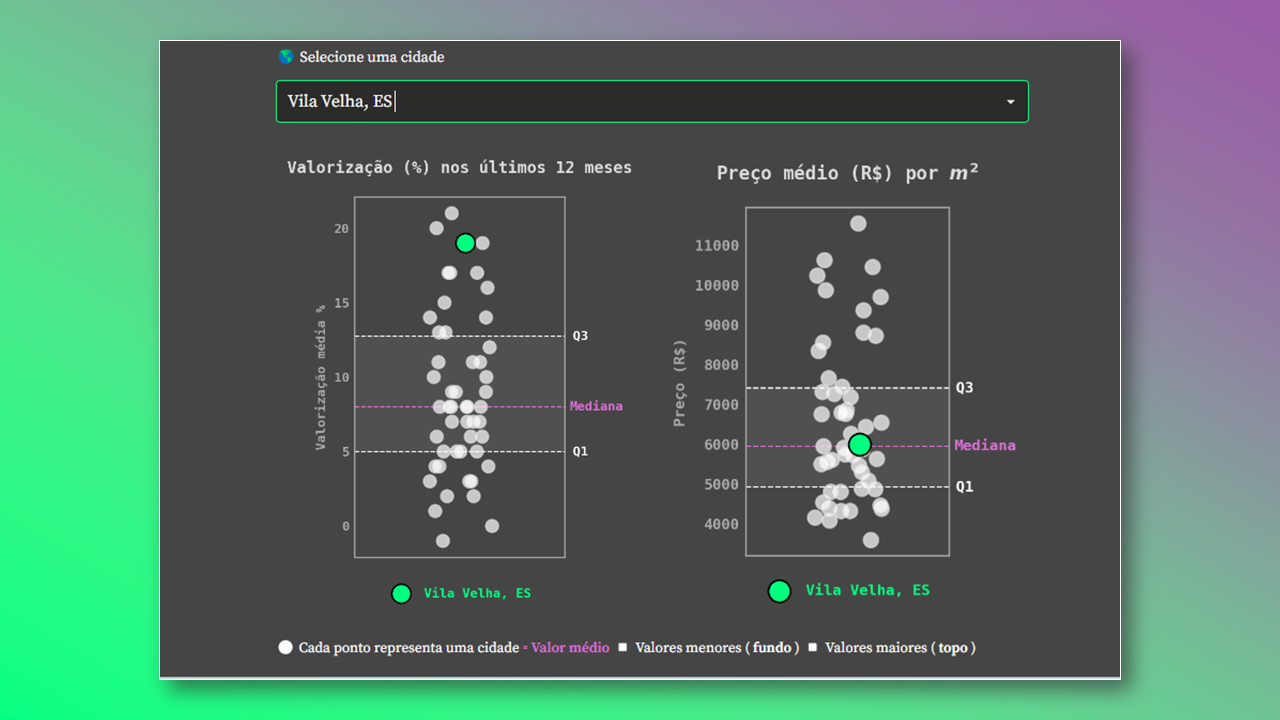 🌎 Selecione uma cidade
Vila Velha, ES
Valorização (%) nos últimos 12 meses
Valorização média %
20
15
10
5
0
Q3
Mediana
Q1
Vila Velha, ES
Preço médio (R$) por m²
Preço (R$)
11000
10000
9000
8000
7000
6000
5000
4000
Q3
Mediana
Q1
Vila Velha, ES
Cada ponto representa uma cidade ▫ Valor médio ▪ Valores menores ( fundo ) ▪ Valores maiores ( topo )